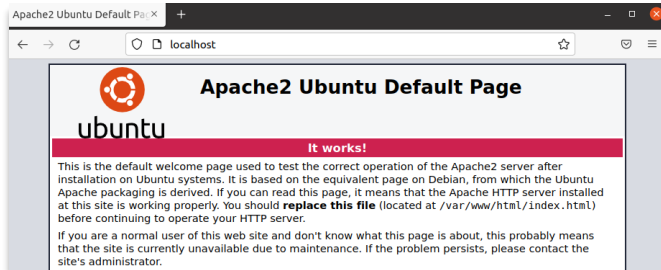 Apache2 Ubuntu Default Pa
localhost
ubuntu
Apache2 Ubuntu Default Page
It works!
This is the default welcome page used to test the correct operation of the Apache2 server after
installation on Ubuntu systems. It is based on the equivalent page on Debian, from which the Ubuntu
Apache packaging is derived. If you can read this page, it means that the Apache HTTP server installed
at this site is working properly. You should replace this file (located at /var/www/html/index.html)
before continuing to operate your HTTP server.
If you are a normal user of this web site and don't know what this page is about, this probably means
that the site is currently unavailable due to maintenance. If the problem persists, please contact the
site's administrator.